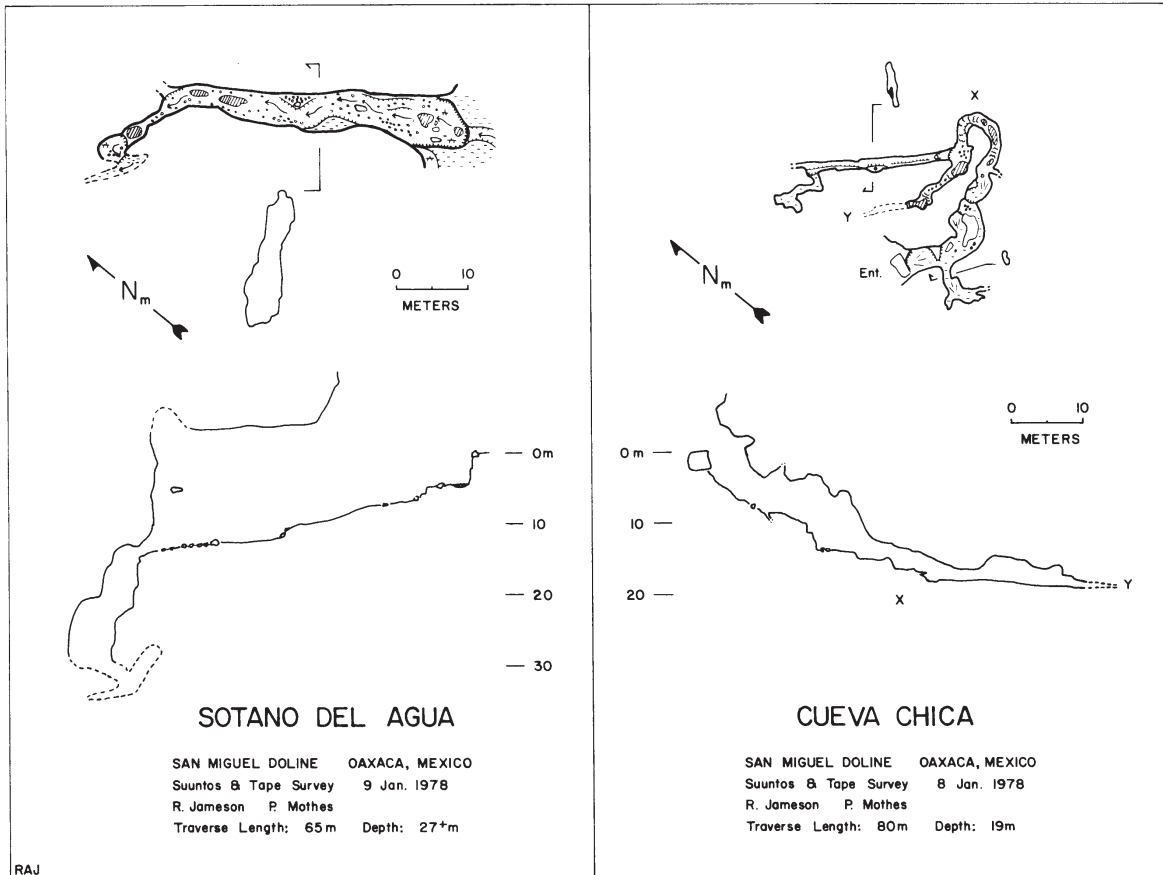 Nm
0 10
METERS
0m
10
20
30
SOTANO DEL AGUA
SAN MIGUEL DOLINE OAXACA, MEXICO
Suuntos & Tape Survey 9 Jan. 1978
R. Jameson P. Mothes
Traverse Length: 65m Depth: 27+m
RAJ
X
Y
Ent.
Nm
0 10
METERS
0m
10
20
X
Y
CUEVA CHICA
SAN MIGUEL DOLINE OAXACA, MEXICO
Suuntos & Tape Survey 8 Jan. 1978
R. Jameson P. Mothes
Traverse Length: 80m Depth: 19m